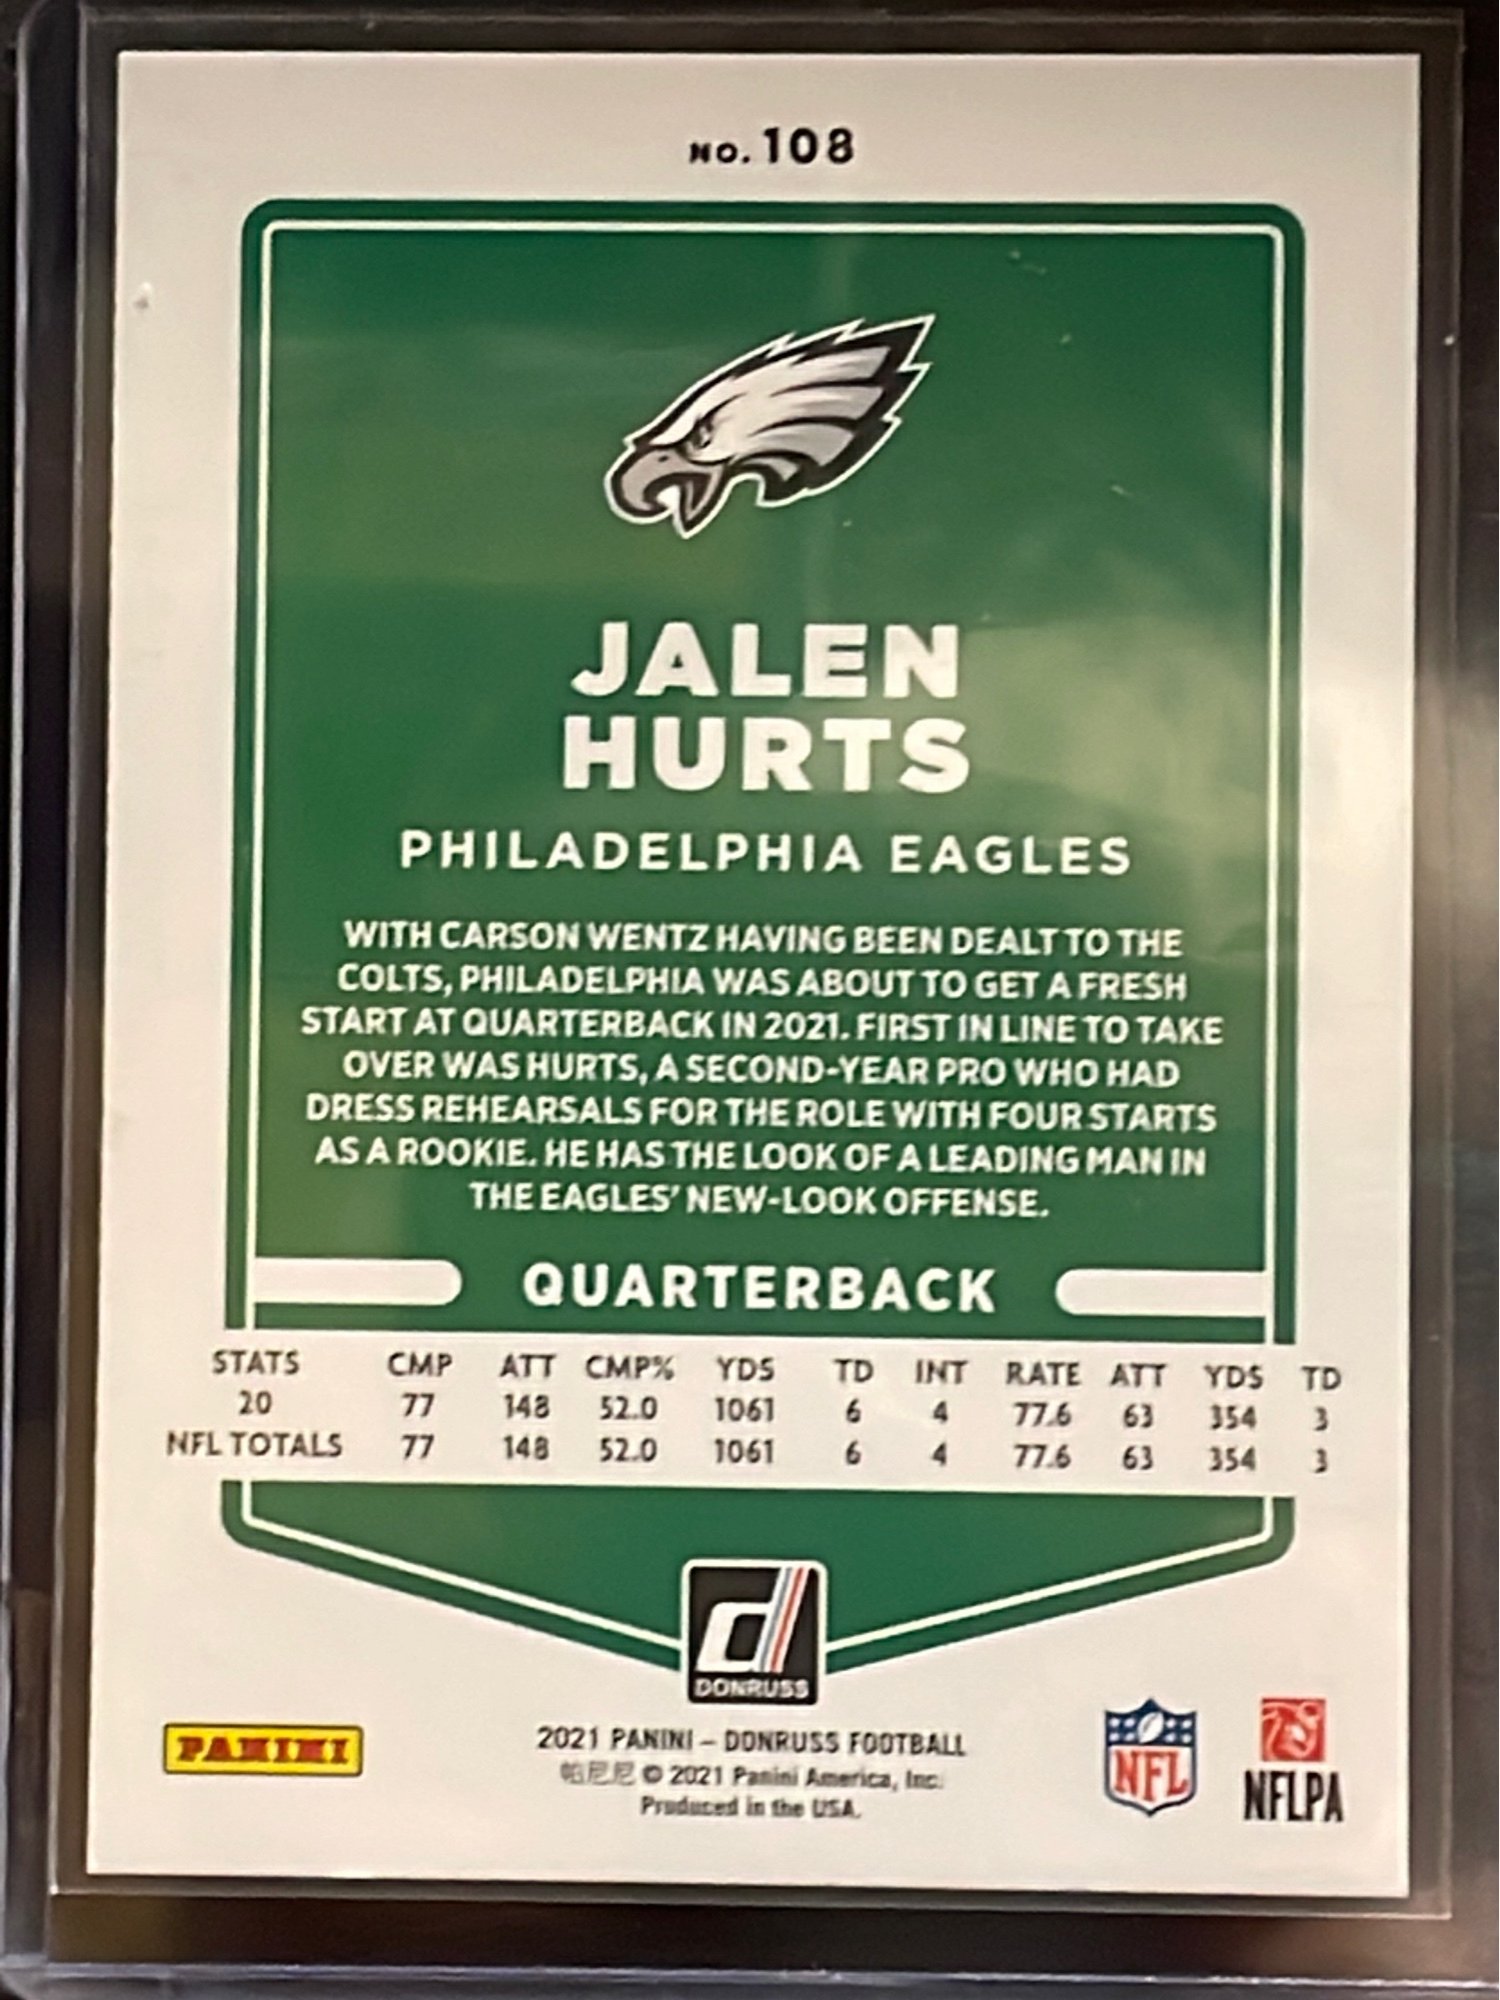 NO. 108
JALEN
HURTS
PHILADELPHIA EAGLES
WITH CARSON WENTZ HAVING BEEN DEALT TO THE
COLTS, PHILADELPHIA WAS ABOUT TO GET A FRESH
START AT QUARTERBACK IN 2021. FIRST IN LINE TO TAKE
OVER WAS HURTS, A SECOND-YEAR PRO WHO HAD
DRESS REHEARSALS FOR THE ROLE WITH FOUR STARTS
AS A ROOKIE. HE HAS THE LOOK OF A LEADING MAN IN
THE EAGLES' NEW-LOOK OFFENSE.
QUARTERBACK
STATS CMP ATT CMP% YDS TD INT RATE ATT YDS TD
20 77 148 52.0 1061 6 4 77.6 63 354 3
NFL TOTALS 77 148 52.0 1061 6 4 77.6 63 354 3
d
DONRUSS
PANINI
2021 PANINI – DONRUSS FOOTBALL
帕尼尼 © 2021 Panini America, Inc.
Produced in the USA.
NFL
NFLPA